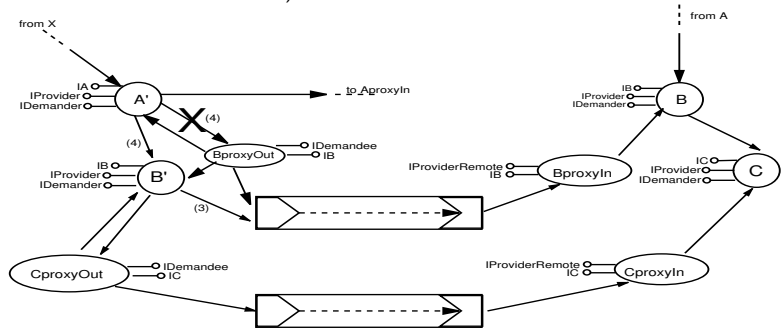 from X
from A
IA
IProvider
IDemander
A'
to AproxyIn
(4)
(4)
IDemandee
IB
BproxyOut
IB
IProvider
IDemander
B
IB
IProvider
IDemander
B'
(3)
IProviderRemote
IB
BproxyIn
IC
IProvider
IDemander
C
CproxyOut
IDemandee
IC
IProviderRemote
IC
CproxyIn